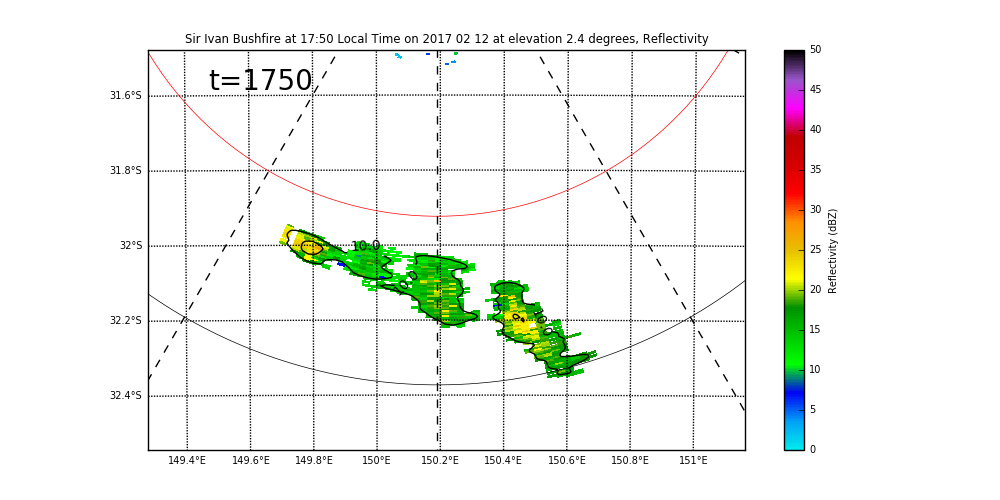 Sir Ivan Bushfire at 17:50 Local Time on 2017 02 12 at elevation 2.4 degrees, Reflectivity
t=1750
31.6°S
31.8°S
32°S
32.2°S
32.4°S
10.0
149.4°E
149.6°E
149.8°E
150°E
150.2°E
150.4°E
150.6°E
150.8°E
151°E
50
45
40
35
30
25
20
15
10
5
0
Reflectivity (dBZ)